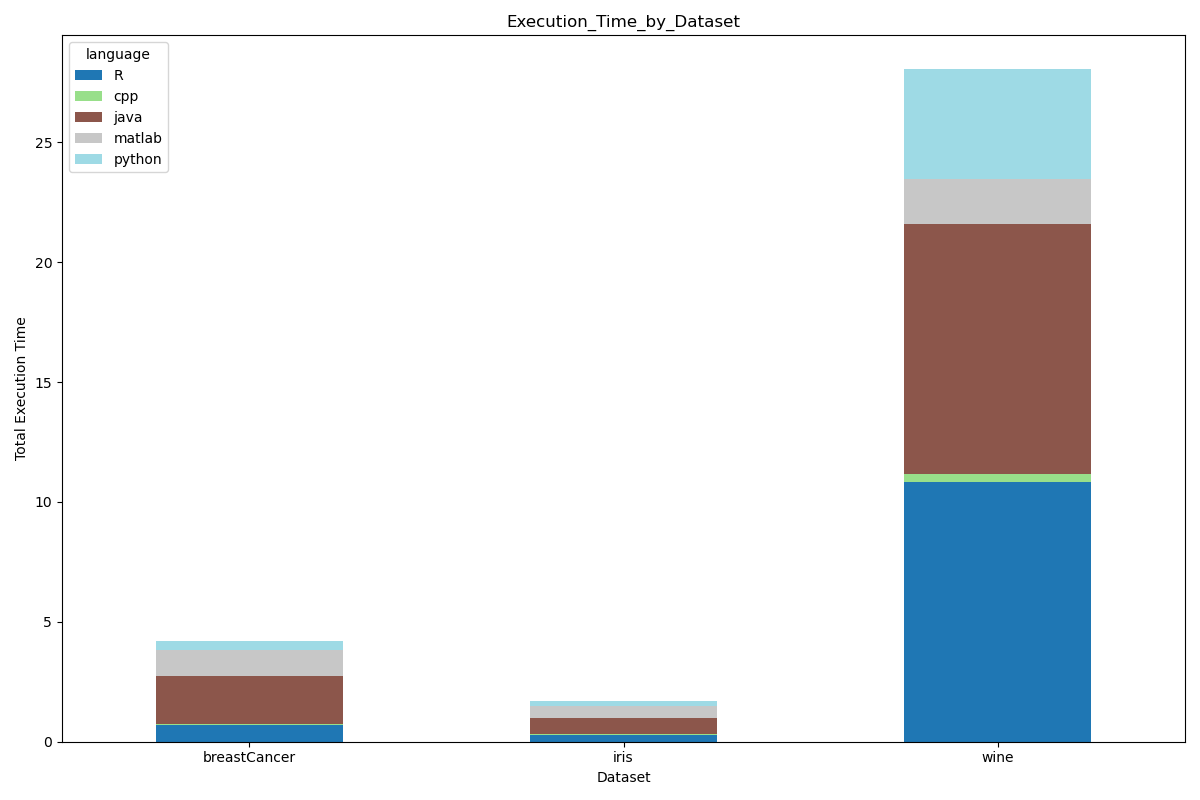 Execution_Time_by_Dataset
language
R
cpp
java
matlab
python
Total Execution Time
25
20
15
10
5
0
breastCancer
iris
wine
Dataset